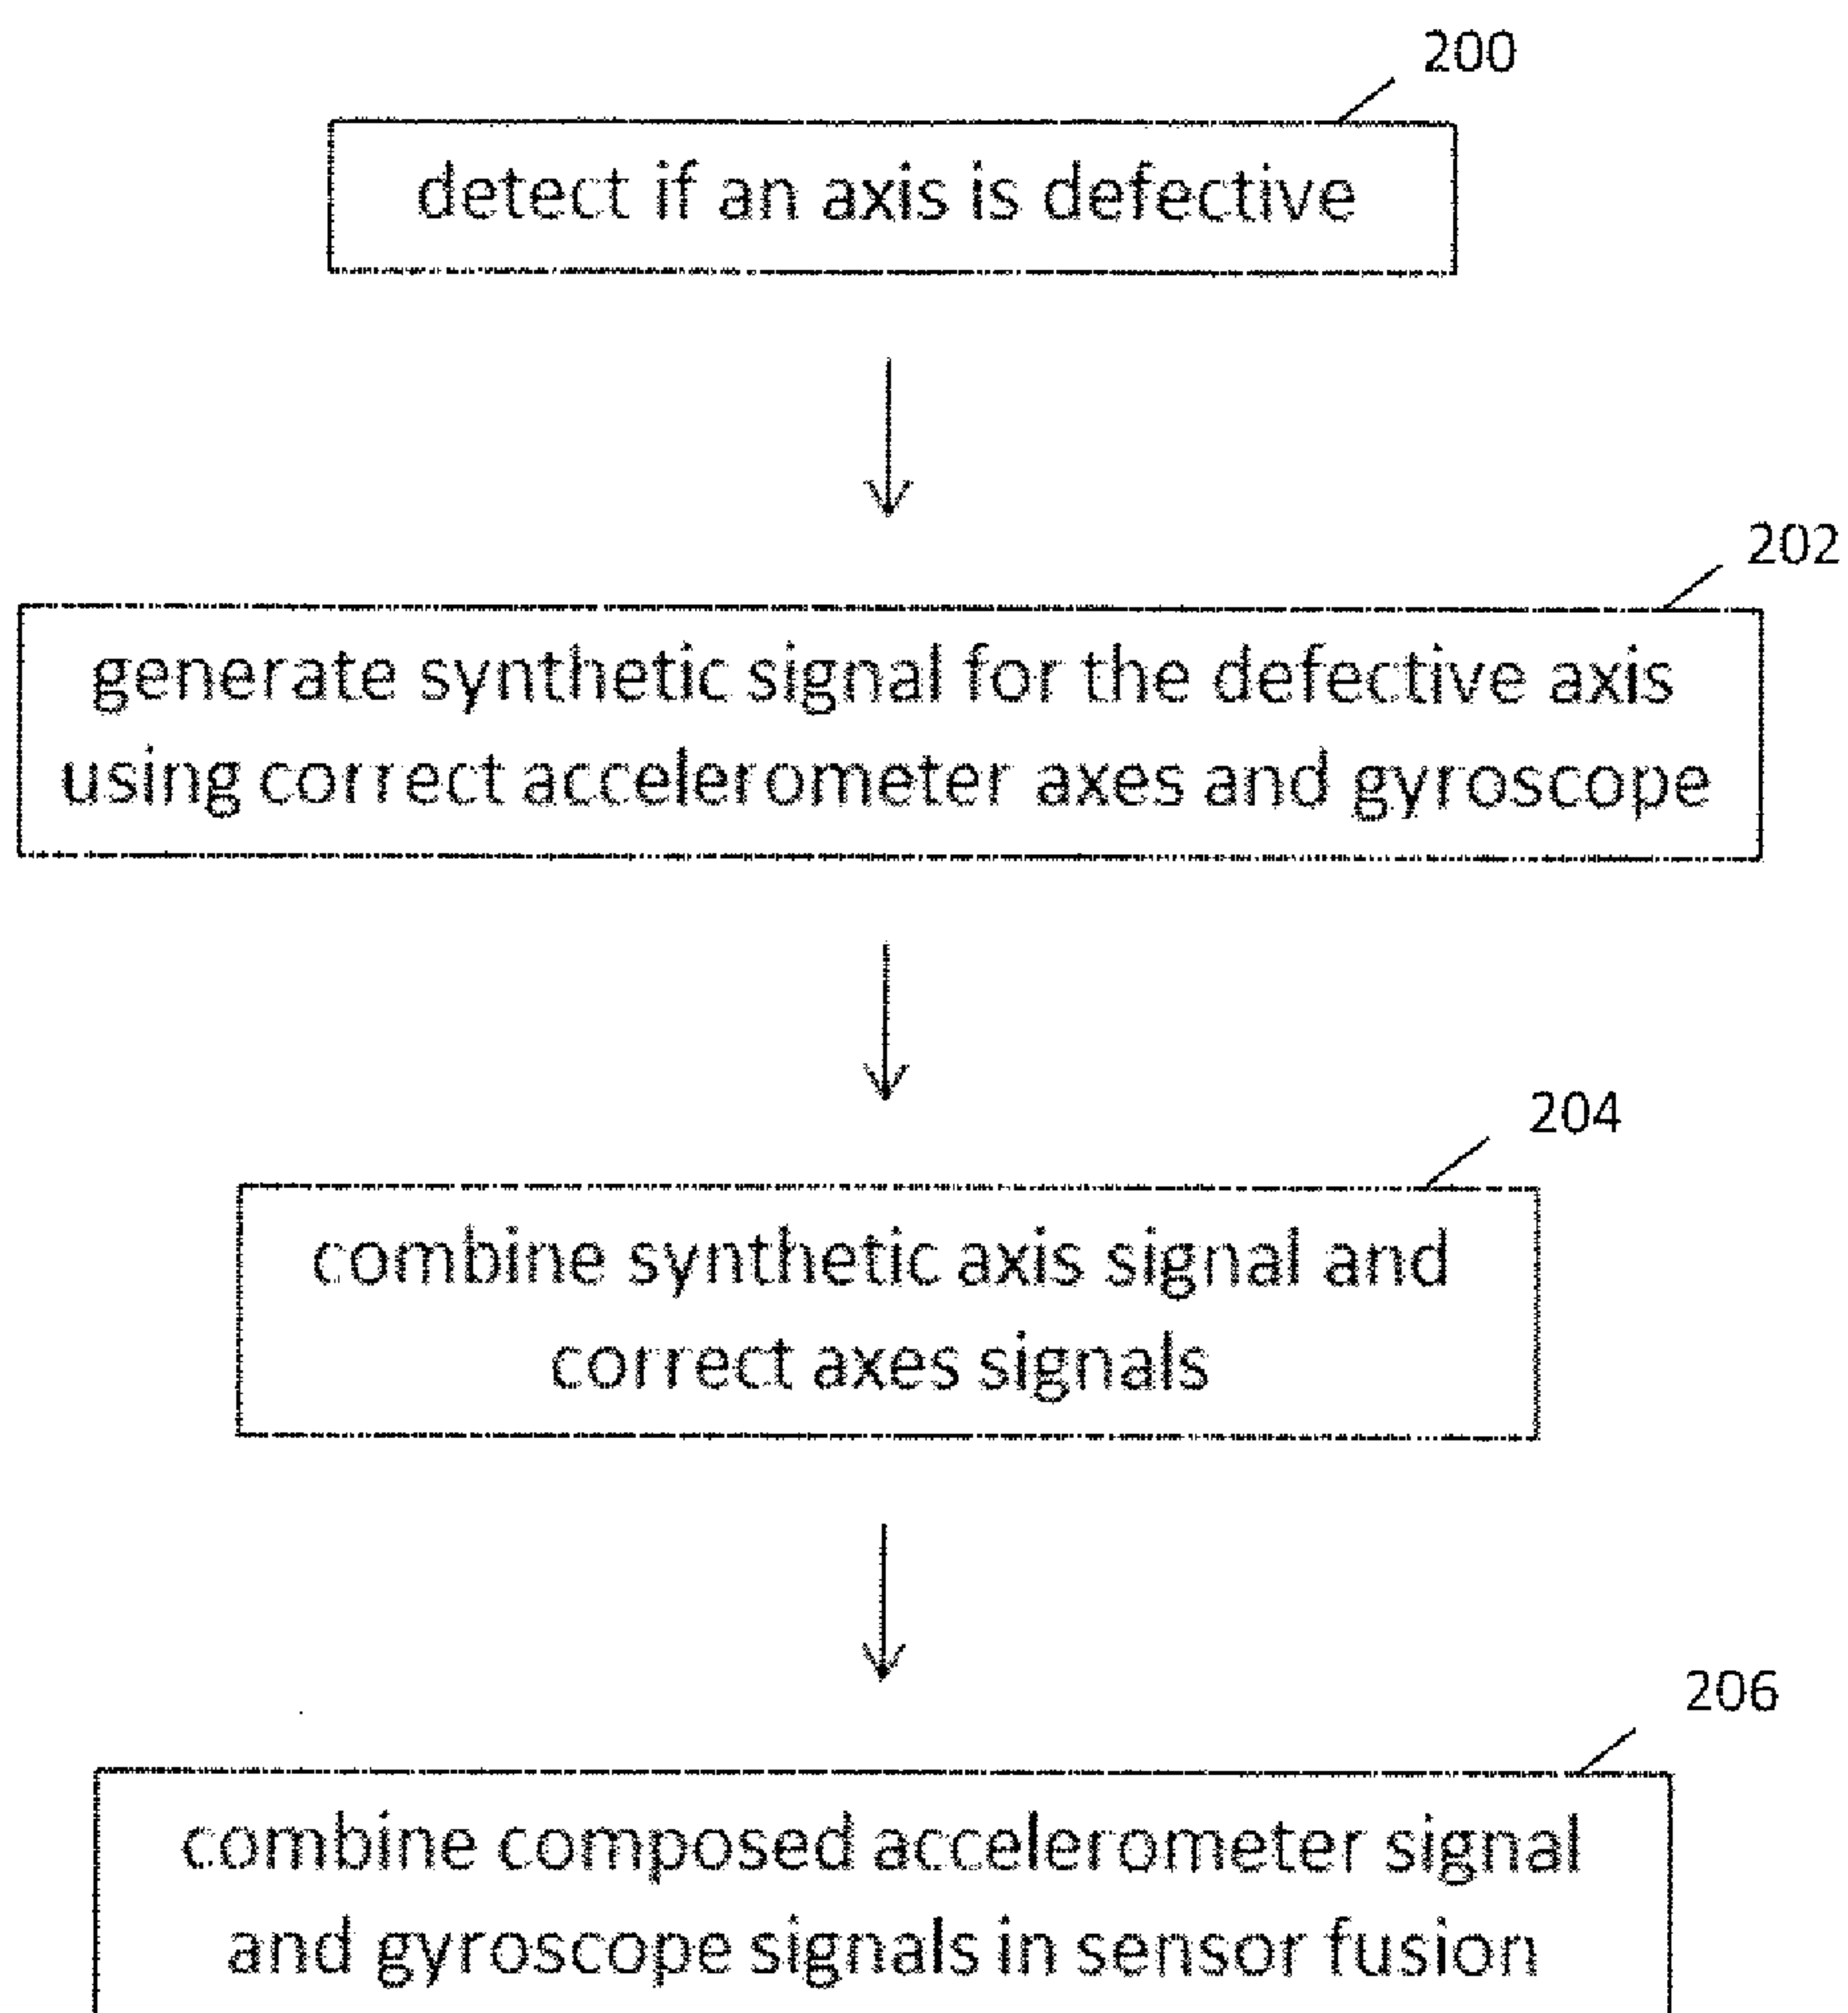 200
detect if an axis is defective
202
generate synthetic signal for the defective axis
using correct accelerometer axes and gyroscope
204
combine synthetic axis signal and
correct axes signals
206
combine composed accelerometer signal
and gyroscope signals in sensor fusion